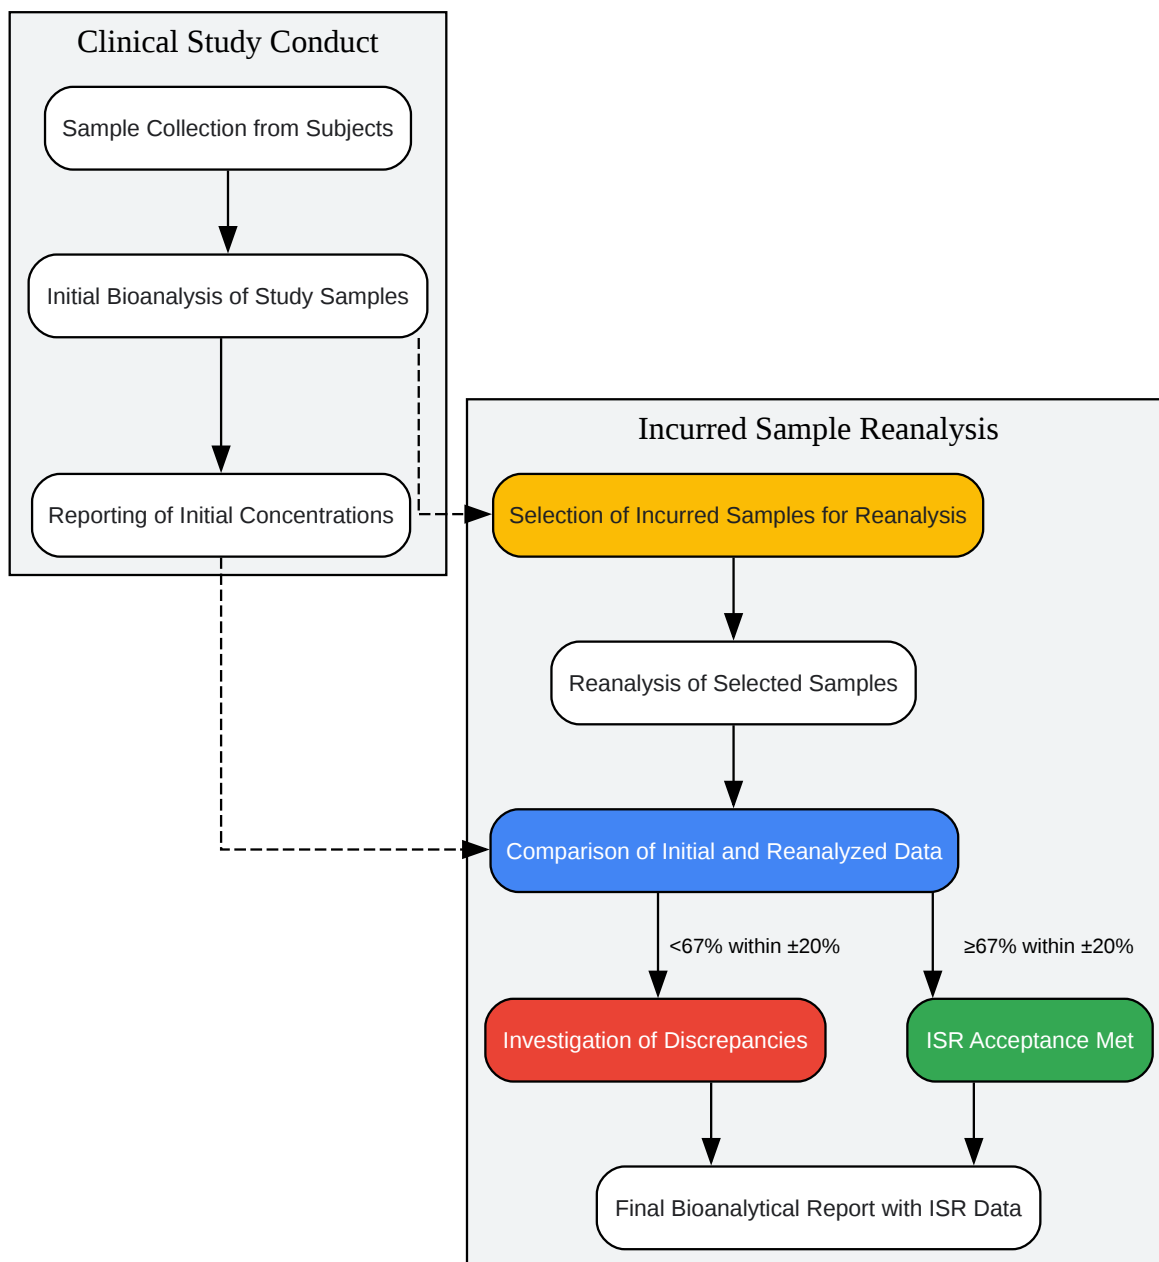 Clinical Study Conduct
Sample Collection from Subjects
Initial Bioanalysis of Study Samples
Reporting of Initial Concentrations
Incurred Sample Reanalysis
Selection of Incurred Samples for Reanalysis
Reanalysis of Selected Samples
Comparison of Initial and Reanalyzed Data
<67% within ±20%
≥67% within ±20%
Investigation of Discrepancies
ISR Acceptance Met
Final Bioanalytical Report with ISR Data